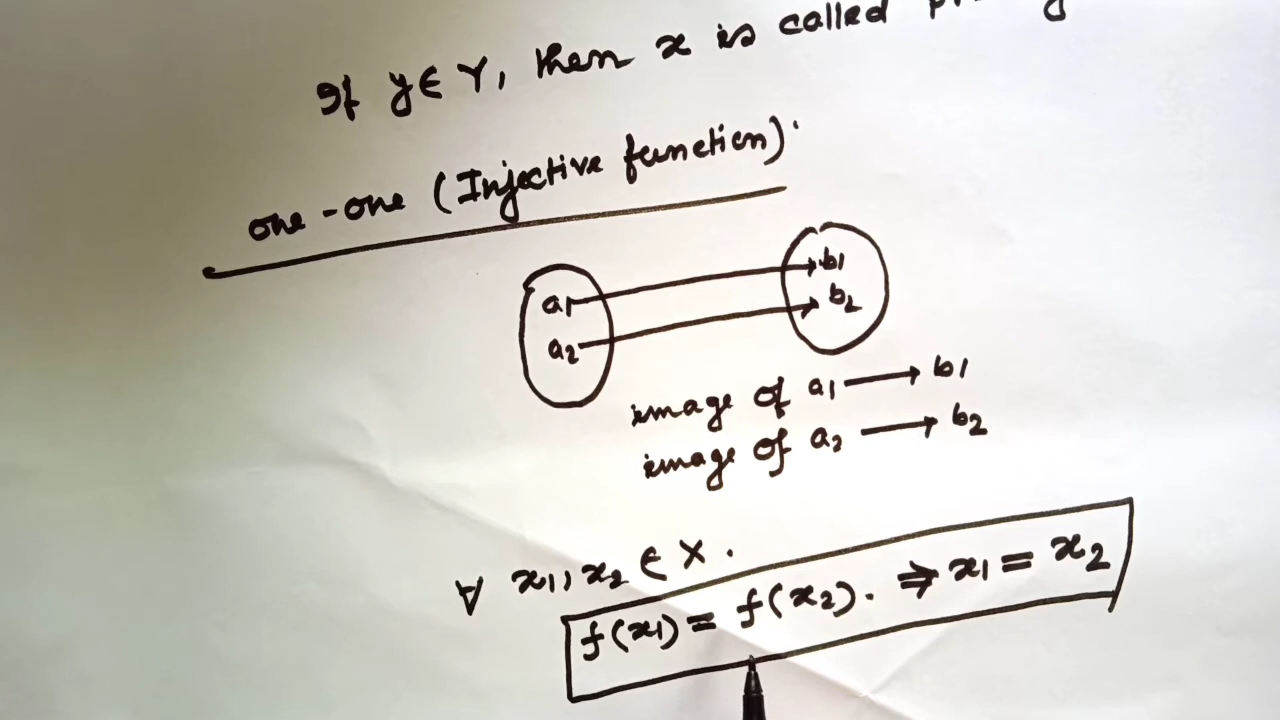 If y ∈ Y, then x is called
one-one (Injective function).
a1 b1
a2 b2
image of a1 → b1
image of a2 → b2
∀ x1, x2 ∈ X.
f(x1) = f(x2). ⇒ x1 = x2